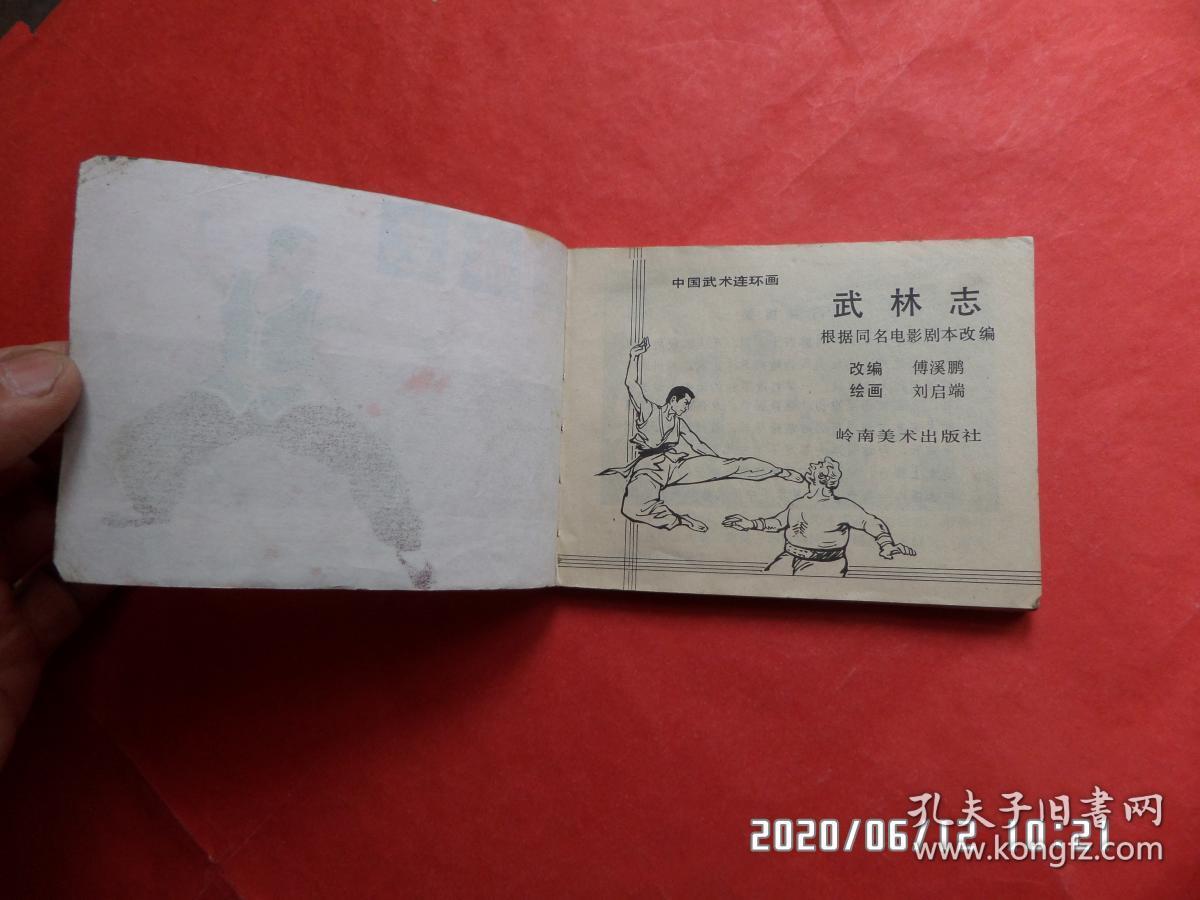 中国武术连环画
武林志
根据同名电影剧本改编
改编 傅溪鹏
绘画 刘启端
岭南美术出版社
2020/06/12 10:21
孔夫子旧书网
www.kongfz.com